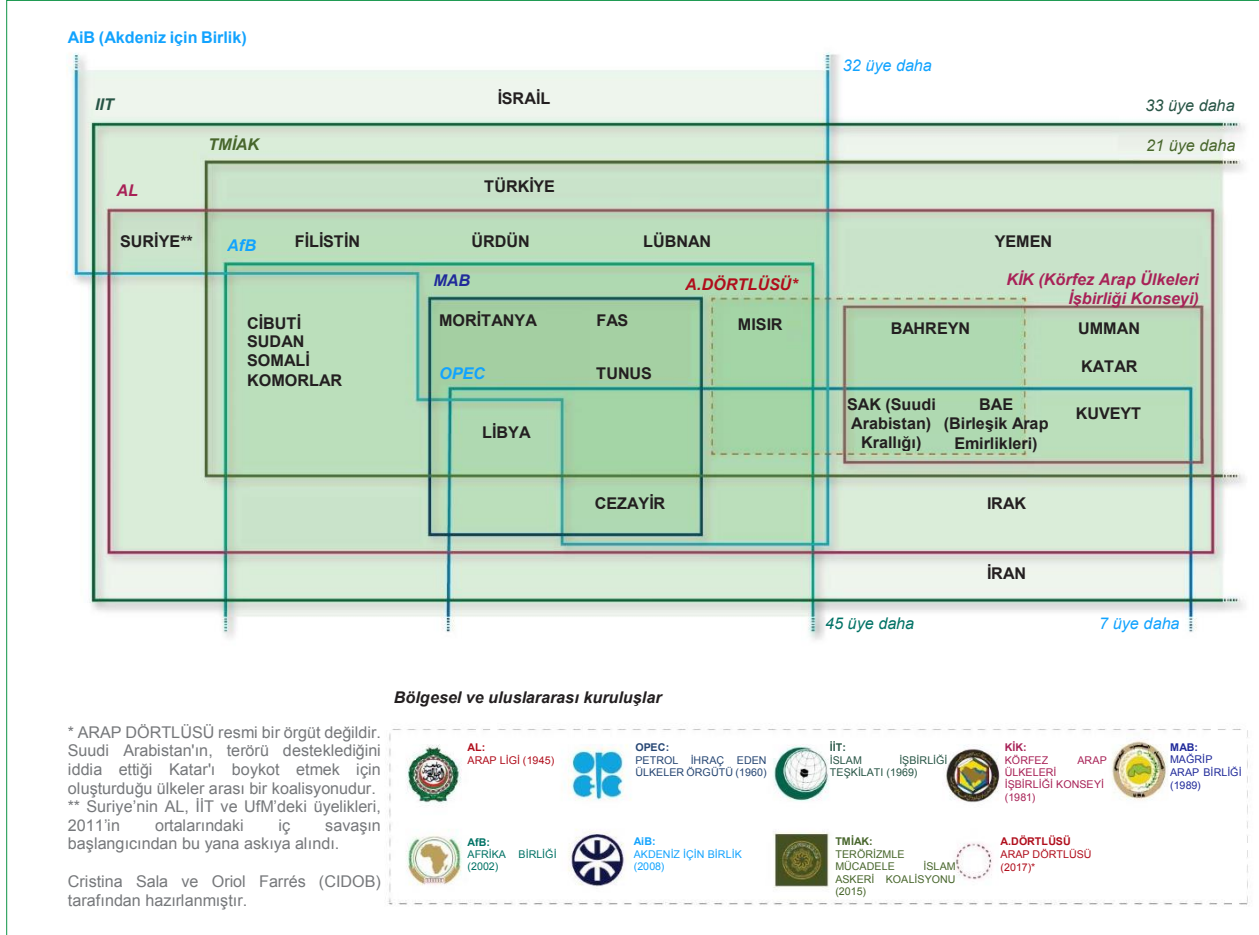 AiB (Akdeniz için Birlik)
32 üye daha
IIT
İSRAİL
33 üye daha
TMİAK
21 üye daha
TÜRKİYE
AL
SURİYE**
AfB
FİLİSTİN
ÜRDÜN
LÜBNAN
YEMEN
MAB
A.DÖRTLÜSÜ*
KİK (Körfez Arap Ülkeleri
İşbirliği Konseyi)
CİBUTİ
SUDAN
SOMALİ
KOMORLAR
MORİTANYA
FAS
MISIR
BAHREYN
UMMAN
OPEC
TUNUS
KATAR
LİBYA
SAK (Suudi
Arabistan)
Krallığı)
BAE
(Birleşik Arap
Emirlikleri)
KUVEYT
CEZAYİR
IRAK
İRAN
45 üye daha
7 üye daha
Bölgesel ve uluslararası kuruluşlar
* ARAP DÖRTLÜSÜ resmi bir örgüt değildir.
Suudi Arabistan'ın, terörü desteklediğini
iddia ettiği Katar'ı boykot etmek için
oluşturduğu ülkeler arası bir koalisyonudur.
** Suriye’nin AL, İİT ve UfM’deki üyelikleri,
2011’in ortalarındaki iç savaşın
başlangıcından bu yana askıya alındı.
Cristina Sala ve Oriol Farrés (CIDOB)
tarafından hazırlanmıştır.
AL:
ARAP LİGİ (1945)
OPEC:
PETROL İHRAÇ EDEN
ÜLKELER ÖRGÜTÜ (1960)
İİT:
İSLAM İŞBİRLİĞİ
TEŞKİLATI (1969)
KİK:
KÖRFEZ ARAP
ÜLKELERİ
İŞBİRLİĞİ KONSEYİ
(1981)
MAB:
MAĞRİP
ARAP BİRLİĞİ
(1989)
AfB:
AFRİKA BİRLİĞİ
(2002)
AiB:
AKDENİZ İÇİN BİRLİK
(2008)
TMİAK:
TERÖRİZMLE
MÜCADELE İSLAM
ASKERİ KOALİSYONU
(2015)
A.DÖRTLÜSÜ
ARAP DÖRTLÜSÜ
(2017)*